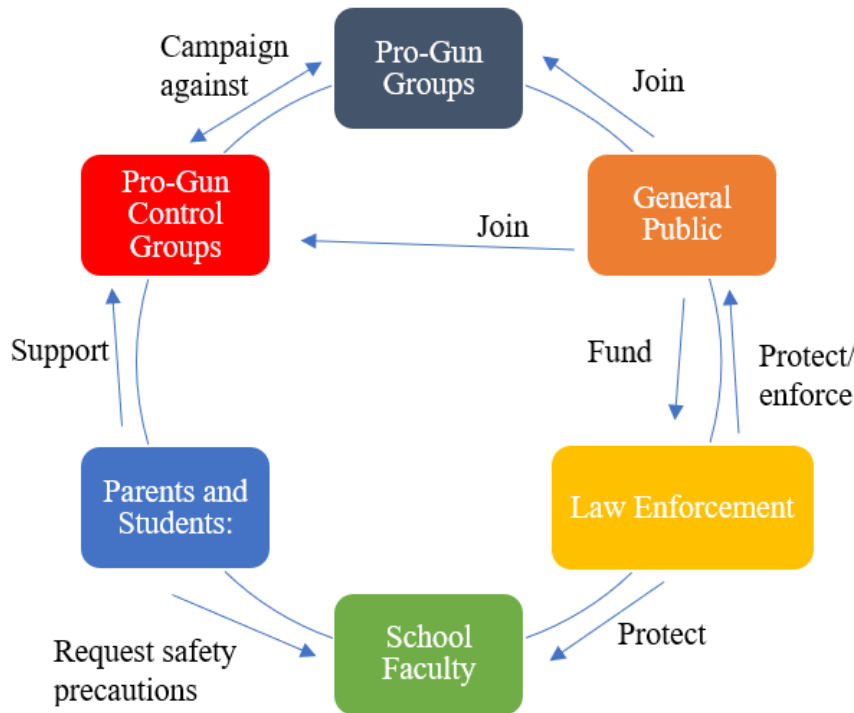 Campaign
against
Pro-Gun
Groups
Join
Pro-Gun
Control
Groups
General
Public
Join
Support
Fund
Protect/
enforce
Parents and
Students:
Law Enforcement
Request safety
precautions
School
Faculty
Protect